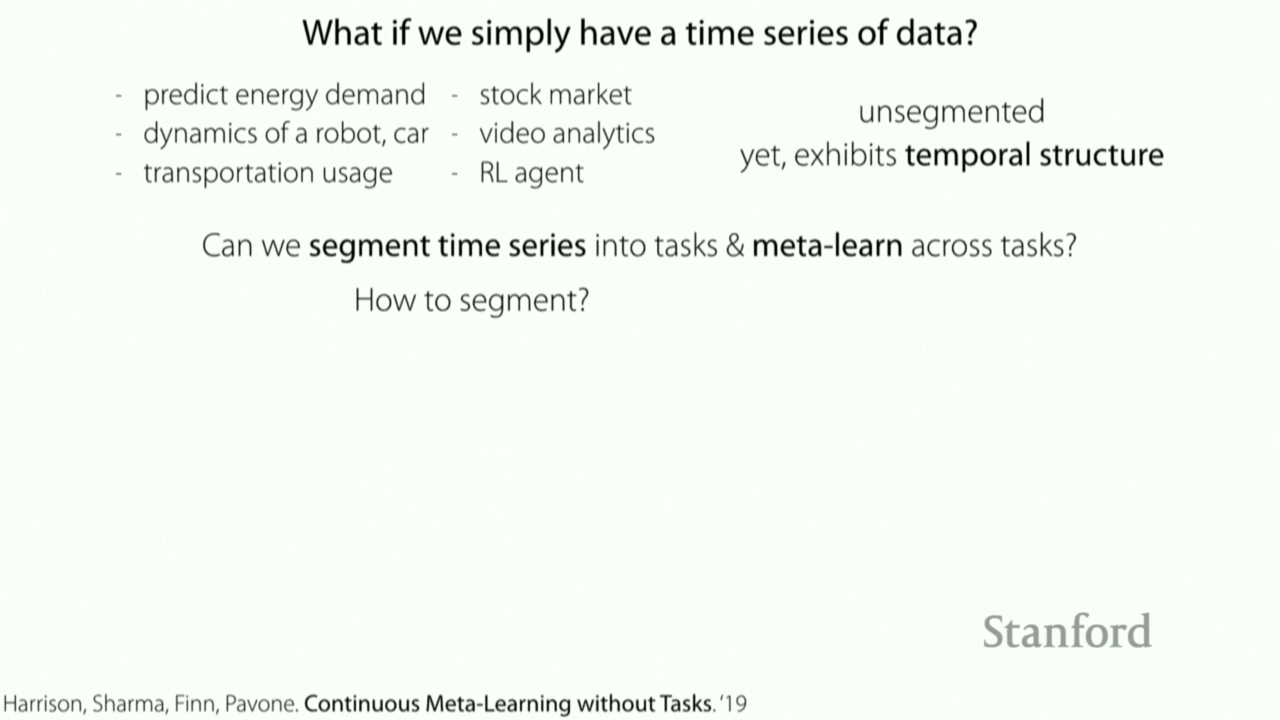 What if we simply have a time series of data?
- predict energy demand
- dynamics of a robot, car
- transportation usage
- stock market
- video analytics
- RL agent
unsegmented
yet, exhibits temporal structure
Can we segment time series into tasks & meta-learn across tasks?
How to segment?
Stanford
Harrison, Sharma, Finn, Pavone. Continuous Meta-Learning without Tasks. ‘19